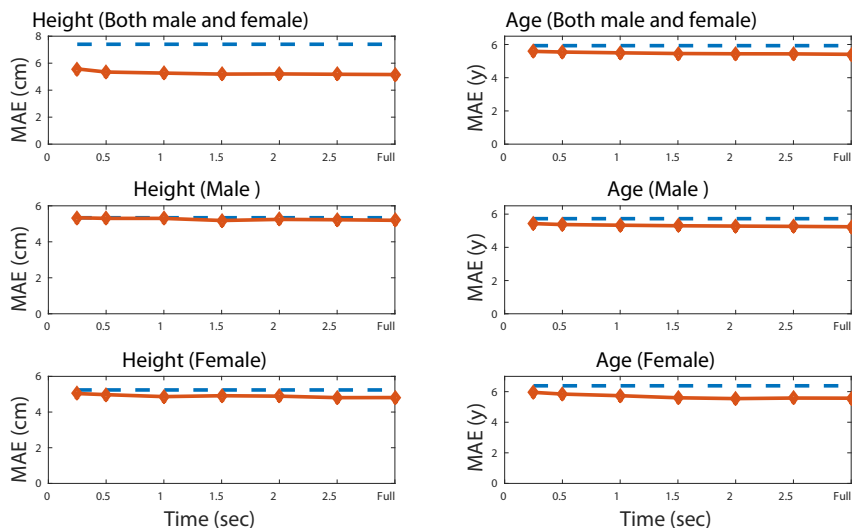 Height (Both male and female)
MAE (cm)
8
6
4
2
0
0 0.5 1 1.5 2 2.5 Full
Age (Both male and female)
MAE (y)
6
4
2
0
0 0.5 1 1.5 2 2.5 Full
Height (Male )
MAE (cm)
6
4
2
0
0 0.5 1 1.5 2 2.5 Full
Age (Male )
MAE (y)
6
4
2
0
0 0.5 1 1.5 2 2.5 Full
Height (Female)
MAE (cm)
6
4
2
0
0 0.5 1 1.5 2 2.5 Full
Time (sec)
Age (Female)
MAE (y)
6
4
2
0
0 0.5 1 1.5 2 2.5 Full
Time (sec)